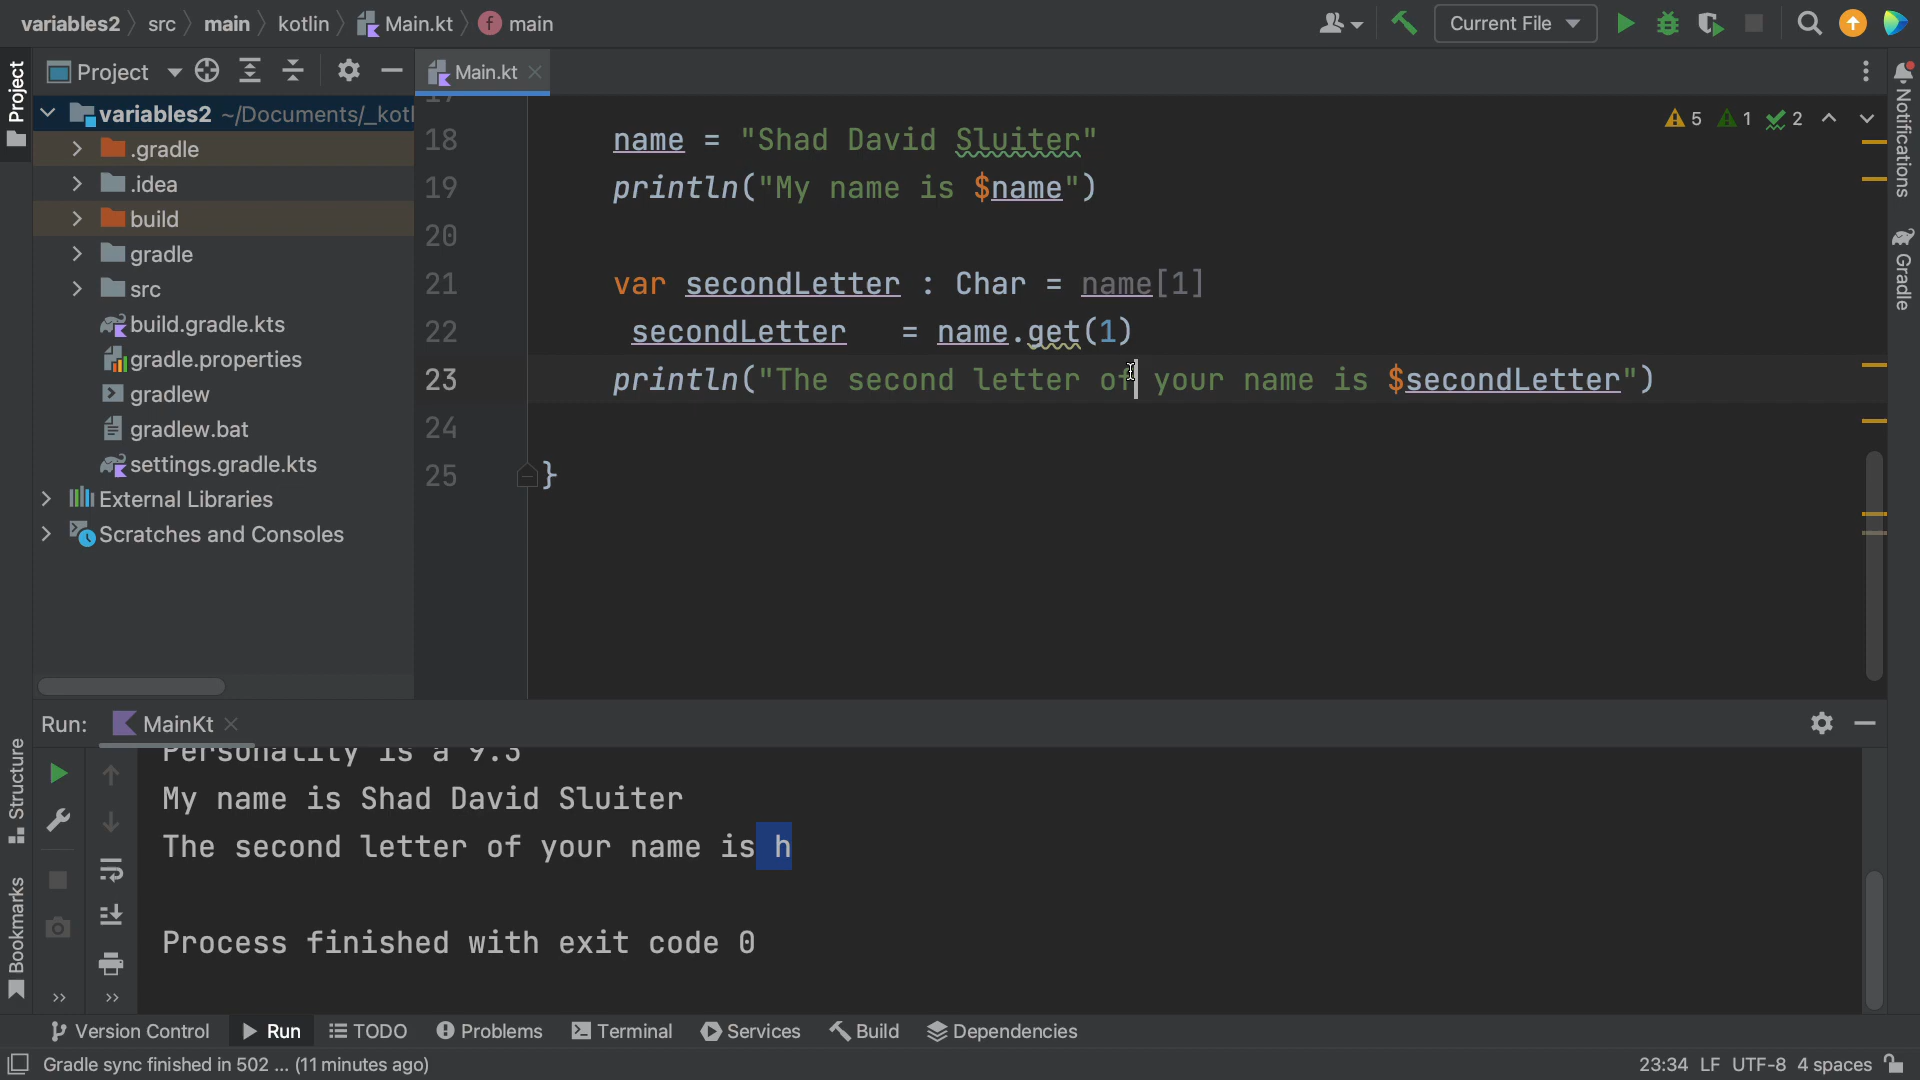 variables2 src main kotlin Main.kt main Current File
Project Main.kt
Project
variables2 ~/Documents/_kotl
.gradle
.idea
build
gradle
src
build.gradle.kts
gradle.properties
gradlew
gradlew.bat
settings.gradle.kts
External Libraries
Scratches and Consoles
5 1 2
18 name = "Shad David Sluiter"
19 println("My name is $name")
20
21 var secondLetter : Char = name[1]
22 secondLetter = name.get(1)
23 println("The second letter of your name is $secondLetter")
24
25 }
Notifications
Gradle
Run: MainKt
Structure
Bookmarks
Personality is a 9.3
My name is Shad David Sluiter
The second letter of your name is h
Process finished with exit code 0
Version Control Run TODO Problems Terminal Services Build Dependencies
Gradle sync finished in 502 ... (11 minutes ago) 23:34 LF UTF-8 4 spaces